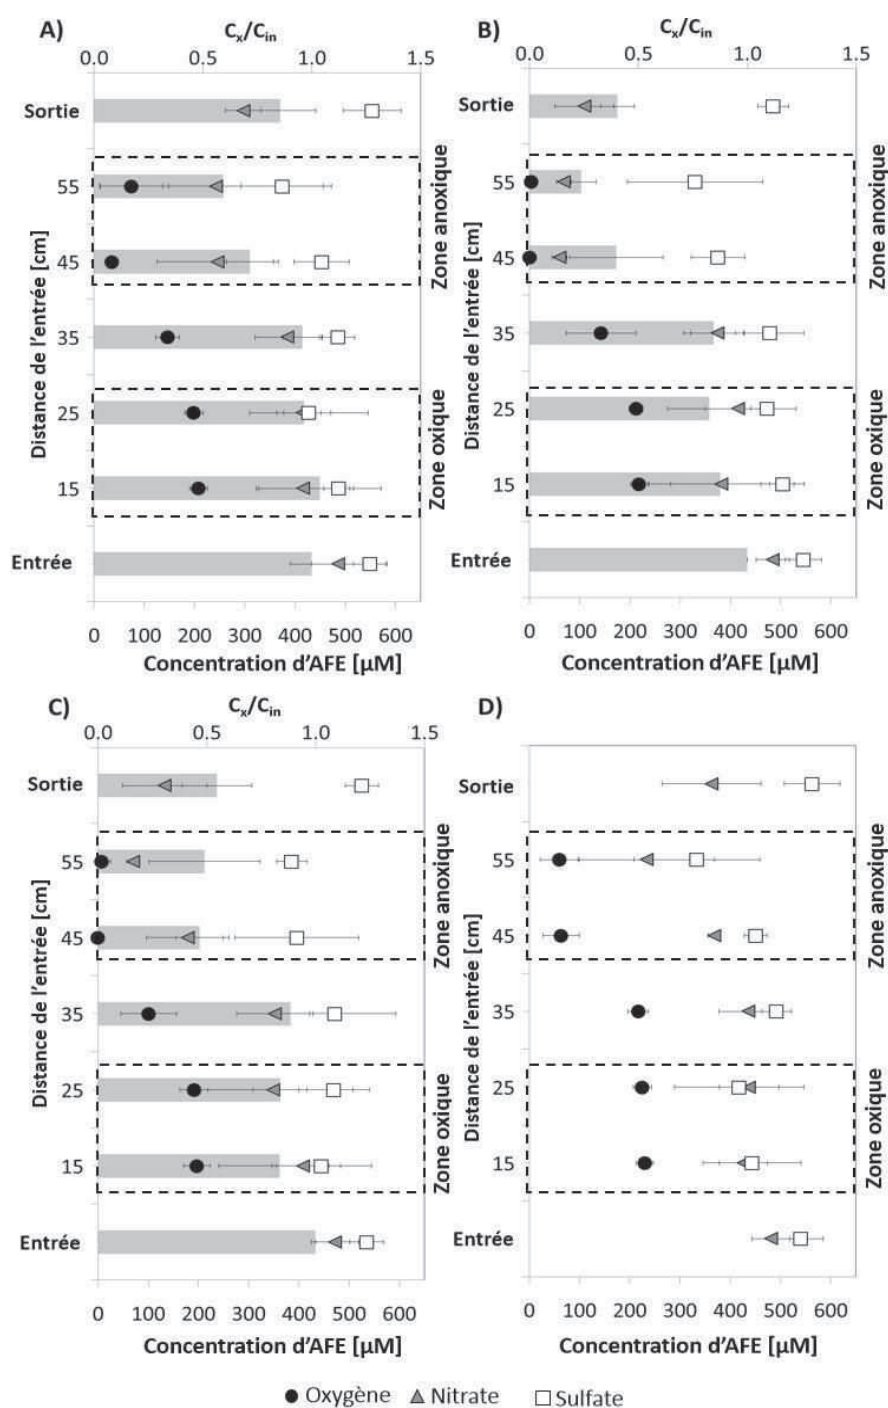 A)
C_x/C_in
0.0 0.5 1.0 1.5
Sortie
55
45
35
25
15
Entrée
Distance de l'entrée [cm]
Zone anoxique
Zone oxique
0 100 200 300 400 500 600
Concentration d'AFE [µM]
B)
C_x/C_in
0.0 0.5 1.0 1.5
Sortie
55
45
35
25
15
Entrée
Distance de l'entrée [cm]
Zone anoxique
Zone oxique
0 100 200 300 400 500 600
Concentration d'AFE [µM]
C)
C_x/C_in
0.0 0.5 1.0 1.5
Sortie
55
45
35
25
15
Entrée
Distance de l'entrée [cm]
Zone anoxique
Zone oxique
0 100 200 300 400 500 600
Concentration d'AFE [µM]
D)
Sortie
55
45
35
25
15
Entrée
Distance de l'entrée [cm]
Zone anoxique
Zone oxique
0 100 200 300 400 500 600
Concentration d'AFE [µM]
Oxygène Nitrate Sulfate